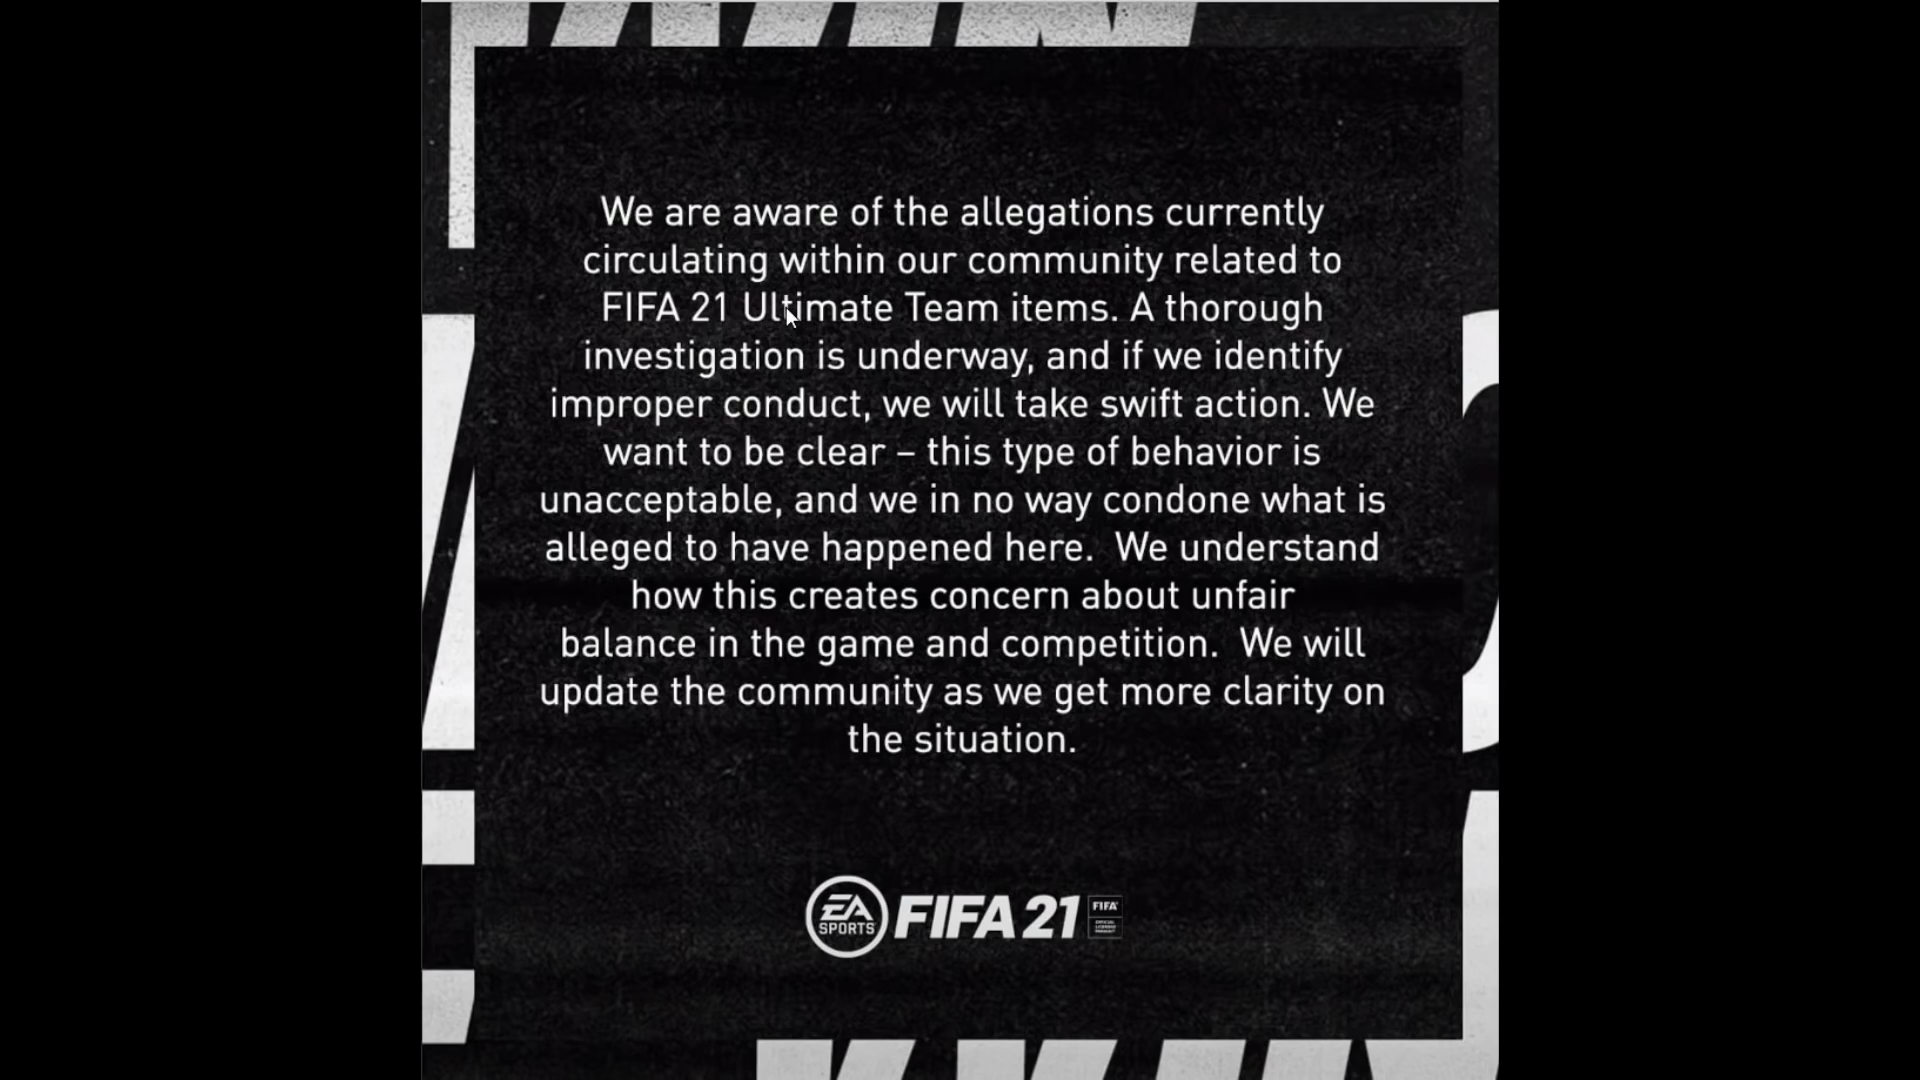 We are aware of the allegations currently
circulating within our community related to
FIFA 21 Ultimate Team items. A thorough
investigation is underway, and if we identify
improper conduct, we will take swift action. We
want to be clear – this type of behavior is
unacceptable, and we in no way condone what is
alleged to have happened here.  We understand
how this creates concern about unfair
balance in the game and competition.  We will
update the community as we get more clarity on
the situation.
EA SPORTS FIFA 21 FIFA
OFFICIAL
LICENSED
PRODUCT